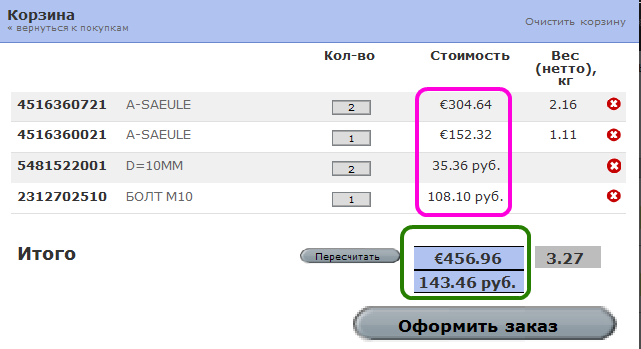 Корзина
« вернуться к покупкам
Очистить корзину
Кол-во Стоимость Вес (нетто), кг
4516360721 A-SAEULE 2 €304.64 2.16
4516360021 A-SAEULE 1 €152.32 1.11
5481522001 D=10MM 2 35.36 руб.
2312702510 БОЛТ M10 1 108.10 руб.
Итого Пересчитать €456.96 3.27
143.46 руб.
Оформить заказ